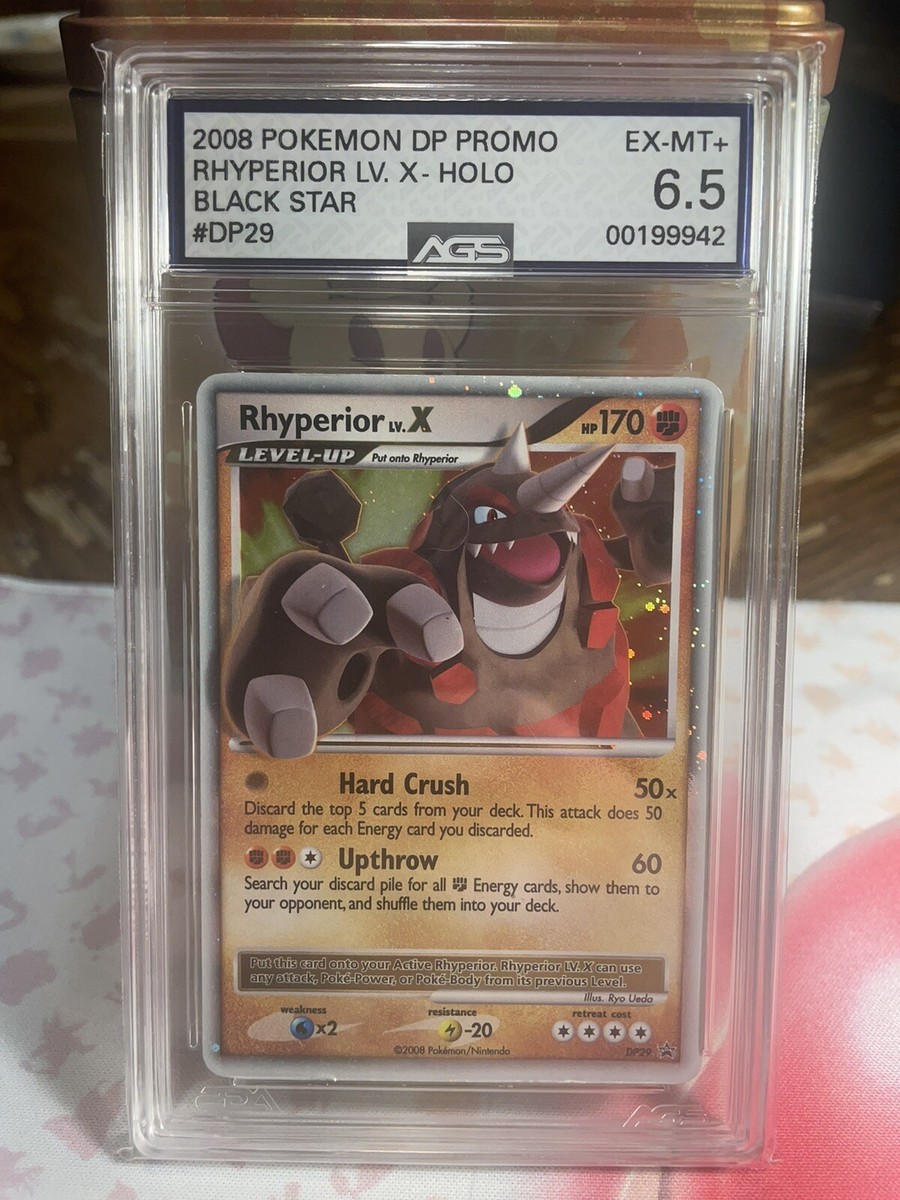 2008 POKEMON DP PROMO EX-MT+
RHYPERIOR LV. X- HOLO 6.5
BLACK STAR
#DP29 AGS 00199942
Rhyperior LV.X HP170
LEVEL-UP Put onto Rhyperior
Hard Crush 50x
Discard the top 5 cards from your deck. This attack does 50
damage for each Energy card you discarded.
Upthrow 60
Search your discard pile for all Energy cards, show them to
your opponent, and shuffle them into your deck.
Put this card onto your Active Rhyperior. Rhyperior LV.X can use
any attack, Poké-Power, or Poké-Body from its previous Level.
Illus. Ryo Ueda
weakness resistance retreat cost
x2 -20
©2008 Pokémon/Nintendo DP29
AGS